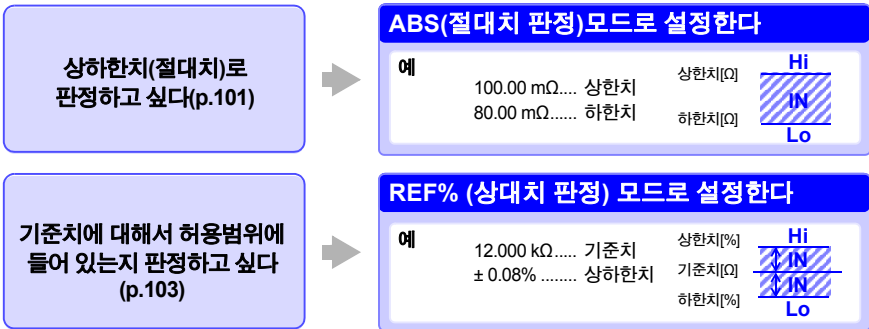 상하한치(절대치)로
판정하고 싶다(p.101)
ABS(절대치 판정)모드로 설정한다
예
100.00 mΩ.... 상한치
80.00 mΩ...... 하한치
상한치[Ω]
하한치[Ω]
Hi
IN
Lo
기준치에 대해서 허용범위에
들어 있는지 판정하고 싶다
(p.103)
REF% (상대치 판정) 모드로 설정한다
예
12.000 kΩ..... 기준치
± 0.08% ........ 상하한치
상한치[%]
기준치[Ω]
하한치[%]
Hi
IN
IN
Lo